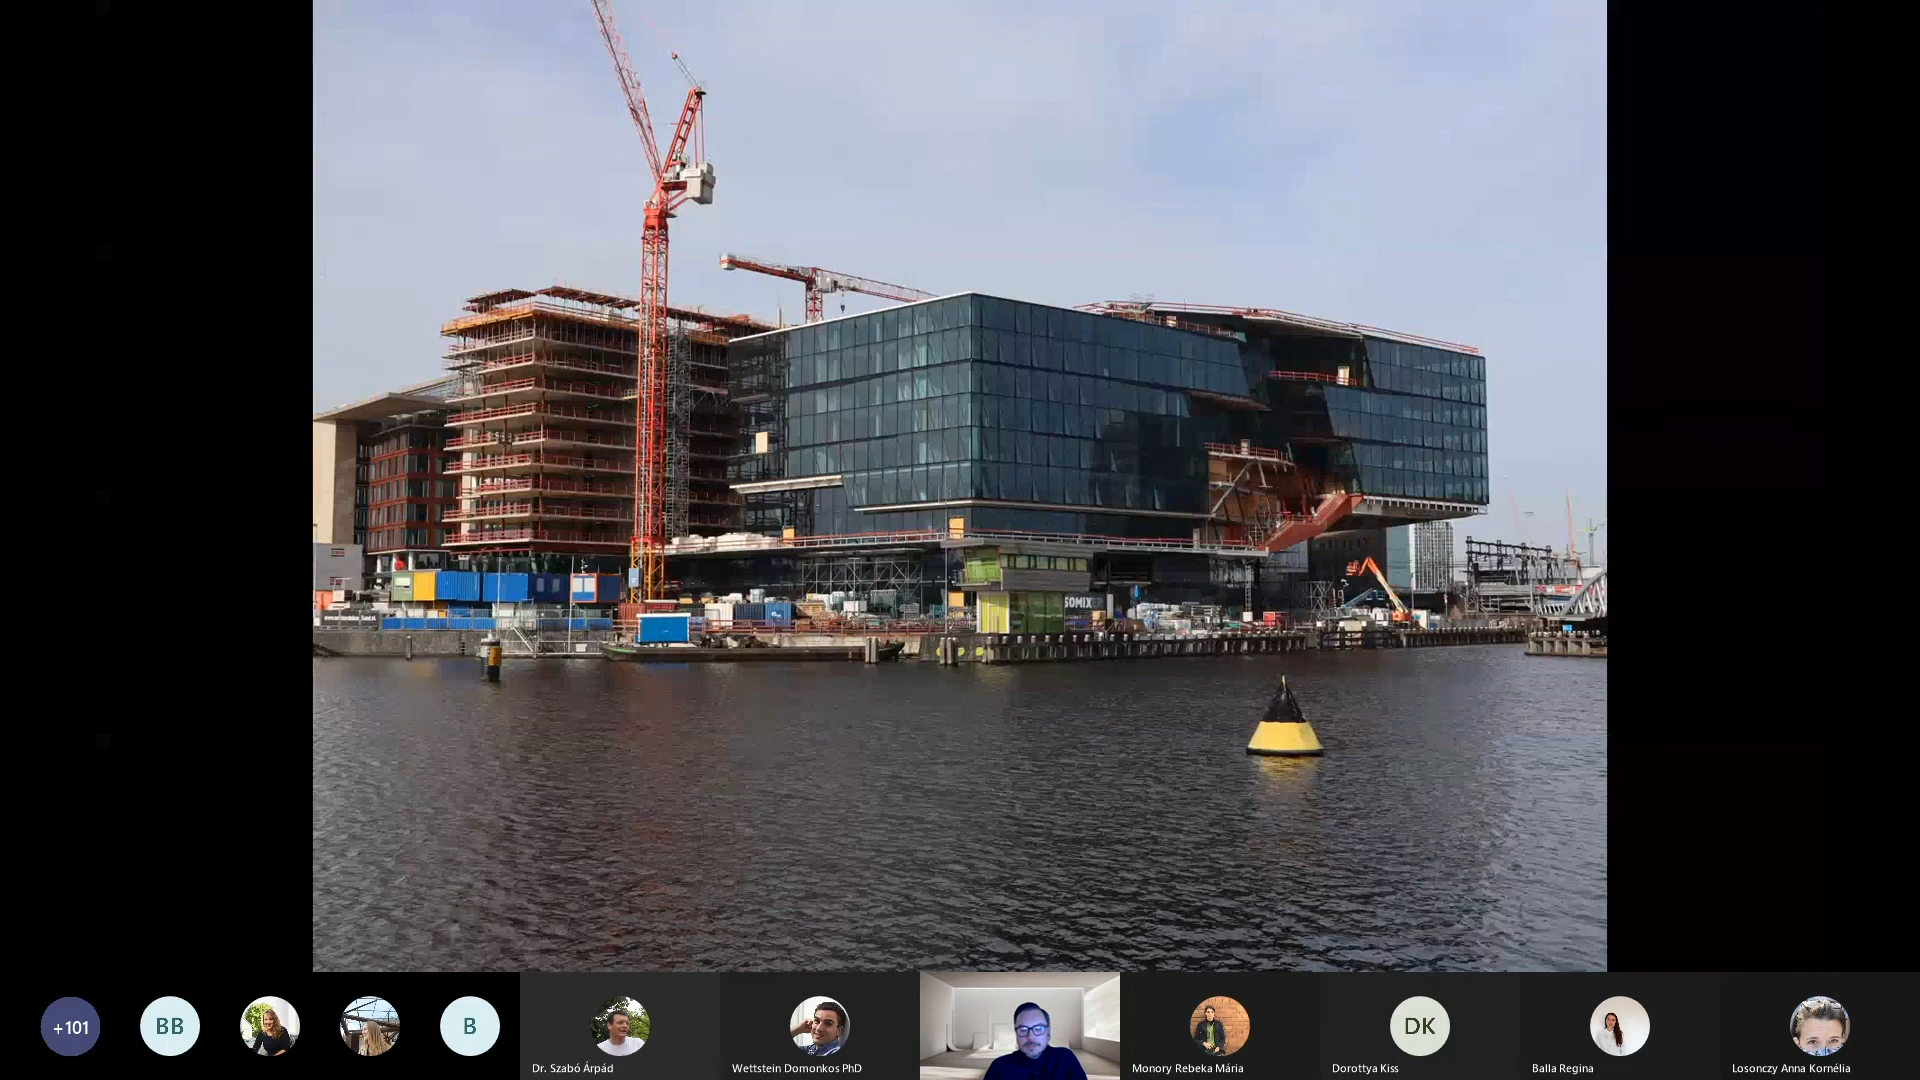 SOMIX
+101
BB
B
Dr. Szabó Árpád
Wettstein Domonkos PhD
Monory Rebeka Mária
DK
Dorottya Kiss
Balla Regina
Losonczy Anna Kornélia